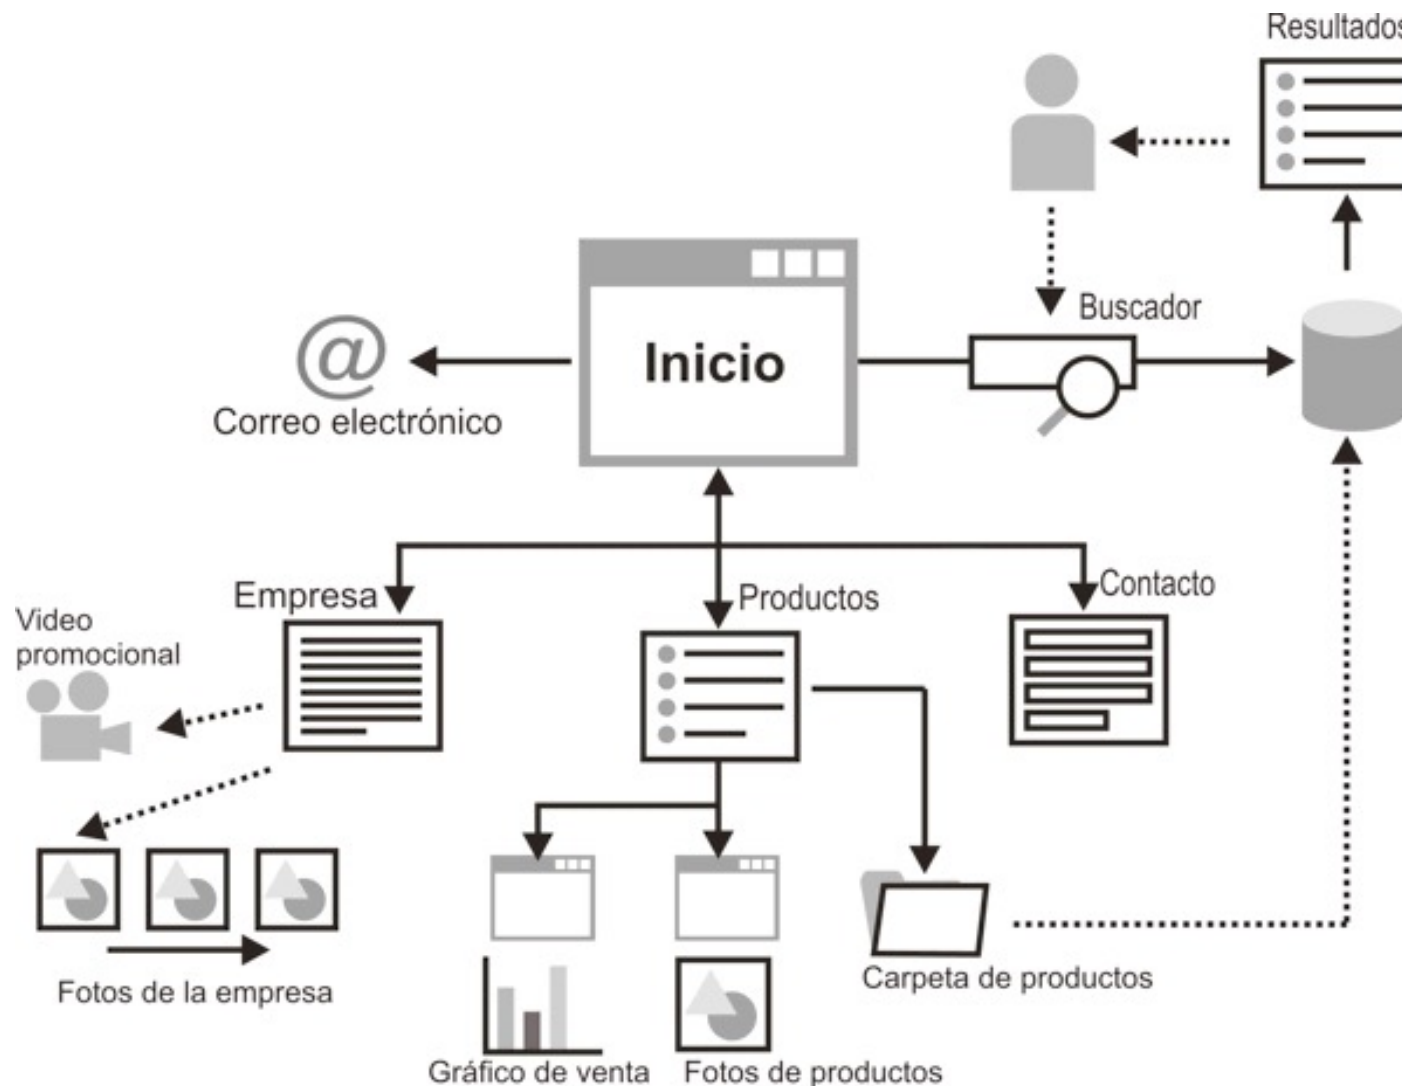 Resultados
Buscador
Inicio
@
Correo electrónico
Empresa
Productos
Contacto
Video
promocional
Carpeta de productos
Fotos de la empresa
Gráfico de venta
Fotos de productos